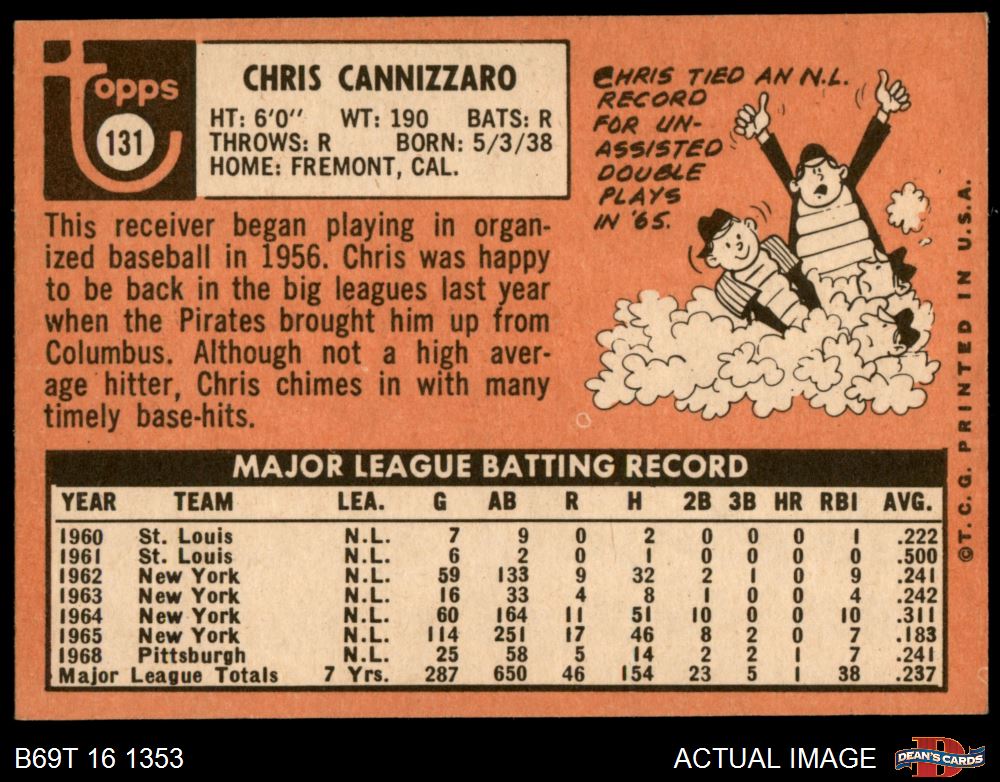 topps
131
CHRIS CANNIZZARO
HT: 6'0" WT: 190 BATS: R
THROWS: R BORN: 5/3/38
HOME: FREMONT, CAL.
This receiver began playing in organ-
ized baseball in 1956. Chris was happy
to be back in the big leagues last year
when the Pirates brought him up from
Columbus. Although not a high aver-
age hitter, Chris chimes in with many
timely base-hits.
CHRIS TIED AN N.L.
RECORD
FOR UN-
ASSISTED
DOUBLE
PLAYS
IN '65.
©T.C.G. PRINTED IN U.S.A.
MAJOR LEAGUE BATTING RECORD
YEAR TEAM LEA. G AB R H 2B 3B HR RBI AVG.
1960 St. Louis N.L. 7 9 0 2 0 0 0 1 .222
1961 St. Louis N.L. 6 2 0 1 0 0 0 0 .500
1962 New York N.L. 59 133 9 32 2 1 0 9 .241
1963 New York N.L. 16 33 4 8 1 0 0 4 .242
1964 New York N.L. 60 164 11 51 10 0 0 10 .311
1965 New York N.L. 114 251 17 46 8 2 0 7 .183
1968 Pittsburgh N.L. 25 58 5 14 2 2 1 7 .241
Major League Totals 7 Yrs. 287 650 46 154 23 5 1 38 .237
B69T 16 1353
ACTUAL IMAGE
D
DEAN'S CARDS